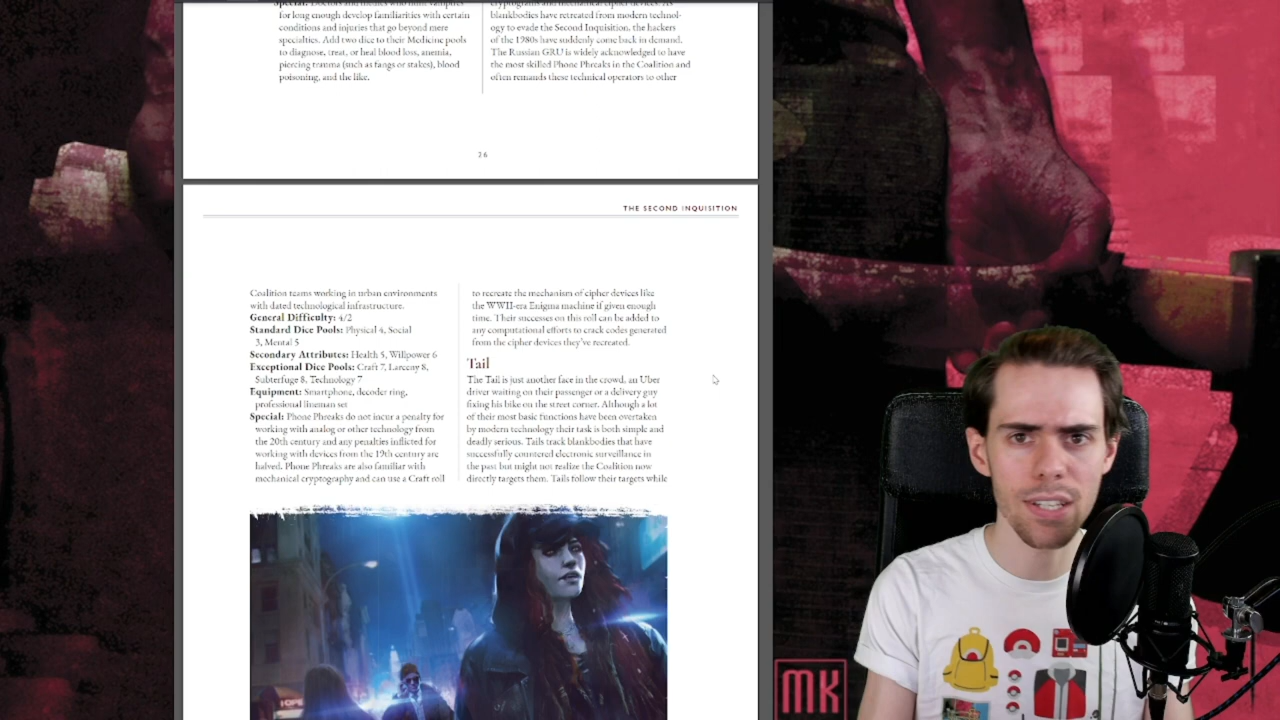 Special: Doctors and medics who mind vampires
for long enough develop familiarities with certain
conditions and injuries that go beyond mere
specialties. Add two dice to their Medicine pools
to diagnose, treat, or heal blood loss, anemia,
piercing trauma (such as fangs or stakes), blood
poisoning, and the like.
cryptograms and mechanical cipher devices. As
blankbodies have retreated from modern technol-
ogy to evade the Second Inquisition, the hackers
of the 1980s have suddenly come back in demand.
The Russian GRU is widely acknowledged to have
the most skilled Phone Phreaks in the Coalition and
often remands these technical operators to other
26
THE SECOND INQUISITION
Coalition teams working in urban environments
with dated technological infrastructure.
General Difficulty: 4/2
Standard Dice Pools: Physical 4, Social
3, Mental 5
Secondary Attributes: Health 5, Willpower 6
Exceptional Dice Pools: Craft 7, Larceny 8,
Subterfuge 8, Technology 7
Equipment: Smartphone, decoder ring,
professional lineman set
Special: Phone Phreaks do not incur a penalty for
working with analog or other technology from
the 20th century and any penalties inflicted for
working with devices from the 19th century are
halved. Phone Phreaks are also familiar with
mechanical cryptography and can use a Craft roll
to recreate the mechanism of cipher devices like
the WWII-era Enigma machine if given enough
time. Their successes on this roll can be added to
any computational efforts to crack codes generated
from the cipher devices they've recreated.
Tail
The Tail is just another face in the crowd, an Uber
driver waiting on their passenger or a delivery guy
fixing his bike on the street corner. Although a lot
of their most basic functions have been overtaken
by modern technology their task is both simple and
deadly serious. Tails track blankbodies that have
successfully countered electronic surveillance in
the past but might not realize the Coalition now
directly targets them. Tails follow their targets while
HOPE
MK